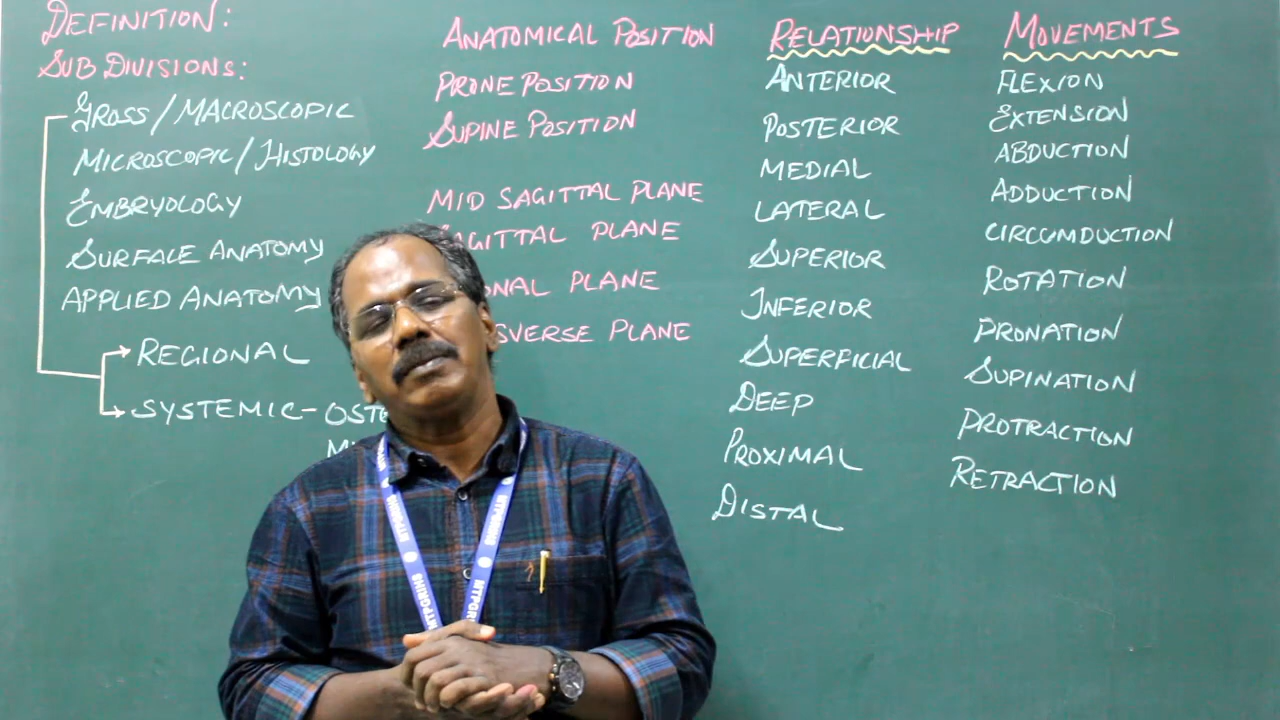 DEFINITION:
SUB DIVISIONS:
GROSS / MACROSCOPIC
MICROSCOPIC / HISTOLOGY
EMBRYOLOGY
SURFACE ANATOMY
APPLIED ANATOMY
REGIONAL
SYSTEMIC -
ANATOMICAL POSITION
PRONE POSITION
SUPINE POSITION
MID SAGITTAL PLANE
SAGITTAL PLANE
PLANE
PLANE
RELATIONSHIP
ANTERIOR
POSTERIOR
MEDIAL
LATERAL
SUPERIOR
INFERIOR
SUPERFICIAL
DEEP
PROXIMAL
DISTAL
MOVEMENTS
FLEXION
EXTENSION
ABDUCTION
ADDUCTION
CIRCUMDUCTION
ROTATION
PRONATION
SUPINATION
PROTRACTION
RETRACTION
MTPGRIHS
MTPGRIHS